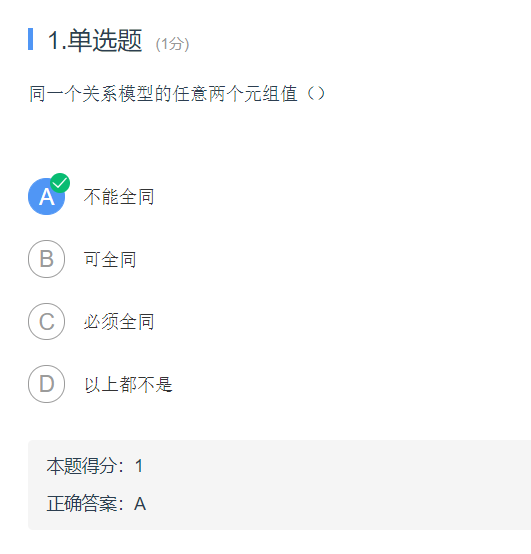 1.单选题 (1分)
同一个关系模型的任意两个元组值（）
A 不能全同
B 可全同
C 必须全同
D 以上都不是
本题得分：1
正确答案：A